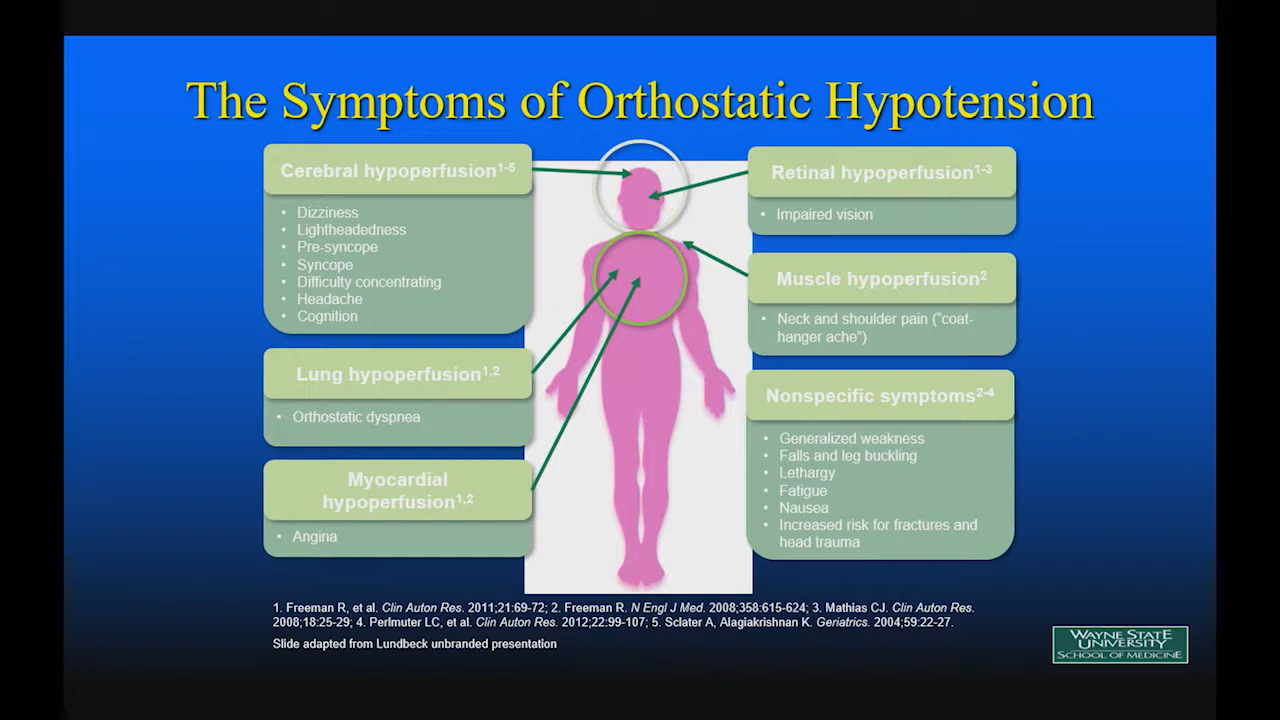 The Symptoms of Orthostatic Hypotension
Cerebral hypoperfusion1-5
• Dizziness
• Lightheadedness
• Pre-syncope
• Syncope
• Difficulty concentrating
• Headache
• Cognition
Lung hypoperfusion1,2
• Orthostatic dyspnea
Myocardial
hypoperfusion1,2
• Angina
Retinal hypoperfusion1-3
• Impaired vision
Muscle hypoperfusion2
• Neck and shoulder pain ("coat-
hanger ache")
Nonspecific symptoms2-4
• Generalized weakness
• Falls and leg buckling
• Lethargy
• Fatigue
• Nausea
• Increased risk for fractures and
head trauma
1. Freeman R, et al. Clin Auton Res. 2011;21:69-72; 2. Freeman R. N Engl J Med. 2008;358:615-624; 3. Mathias CJ. Clin Auton Res.
2008;18:25-29; 4. Perlmuter LC, et al. Clin Auton Res. 2012;22:99-107; 5. Sclater A, Alagiakrishnan K. Geriatrics. 2004;59:22-27.
Slide adapted from Lundbeck unbranded presentation
WAYNE STATE
UNIVERSITY
SCHOOL OF MEDICINE